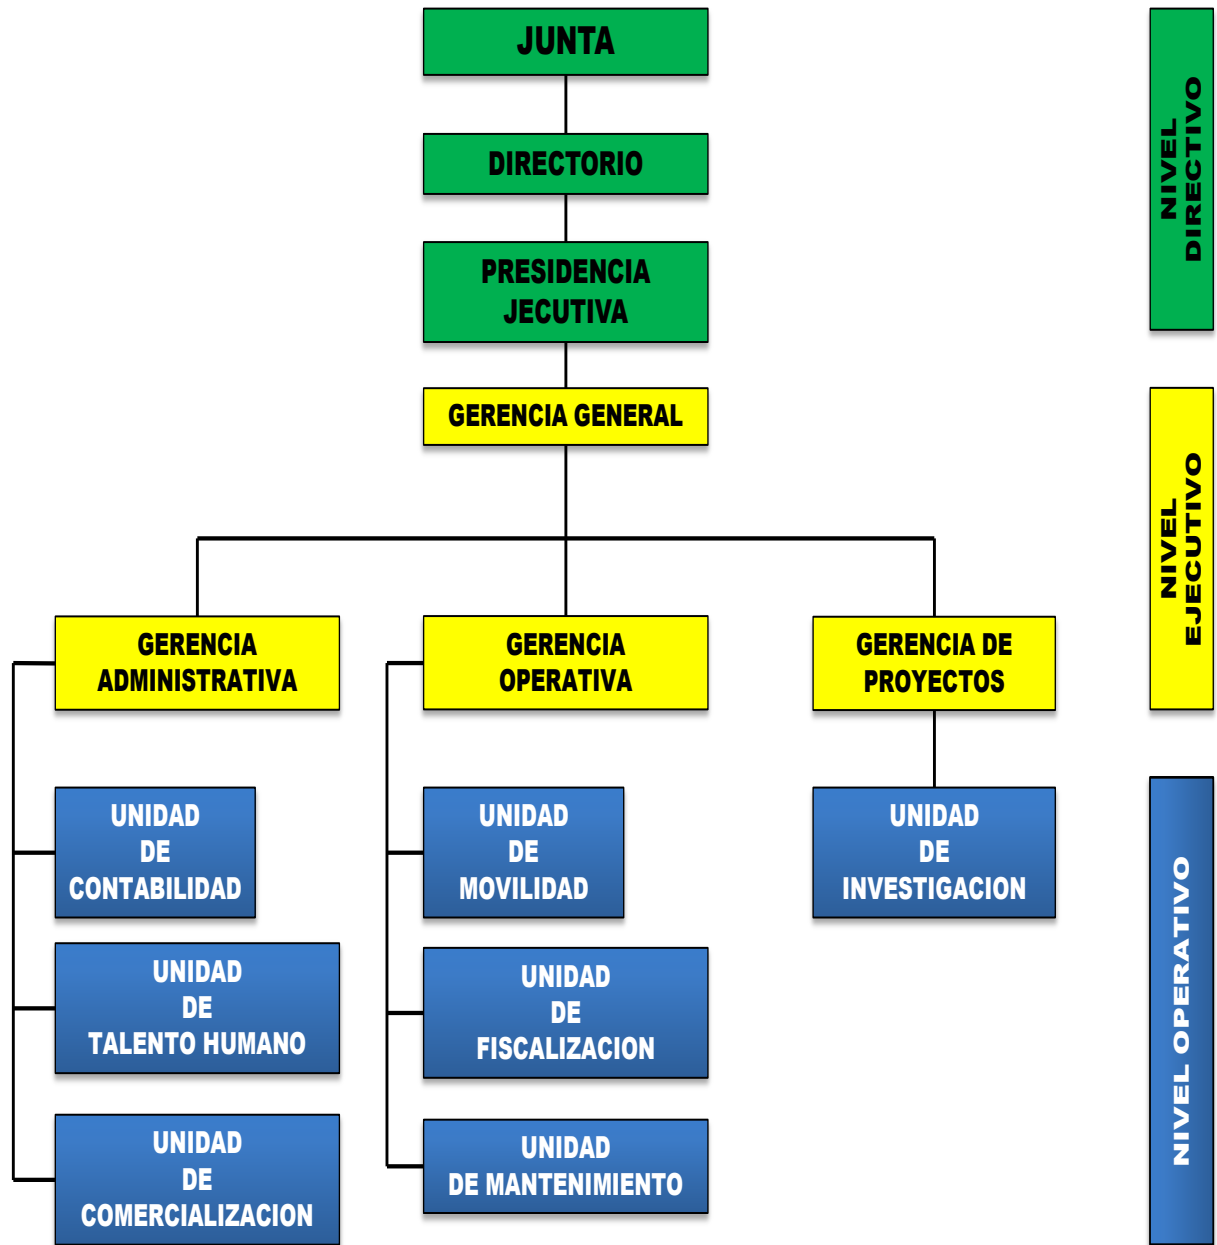 JUNTA
DIRECTORIO
PRESIDENCIA
JECUTIVA
GERENCIA GENERAL
GERENCIA
ADMINISTRATIVA
GERENCIA
OPERATIVA
GERENCIA DE
PROYECTOS
UNIDAD
DE
CONTABILIDAD
UNIDAD
DE
MOVILIDAD
UNIDAD
DE
INVESTIGACION
UNIDAD
DE
TALENTO HUMANO
UNIDAD
DE
FISCALIZACION
UNIDAD
DE
COMERCIALIZACION
UNIDAD
DE MANTENIMIENTO
NIVEL
DIRECTIVO
NIVEL
EJECUTIVO
NIVEL OPERATIVO